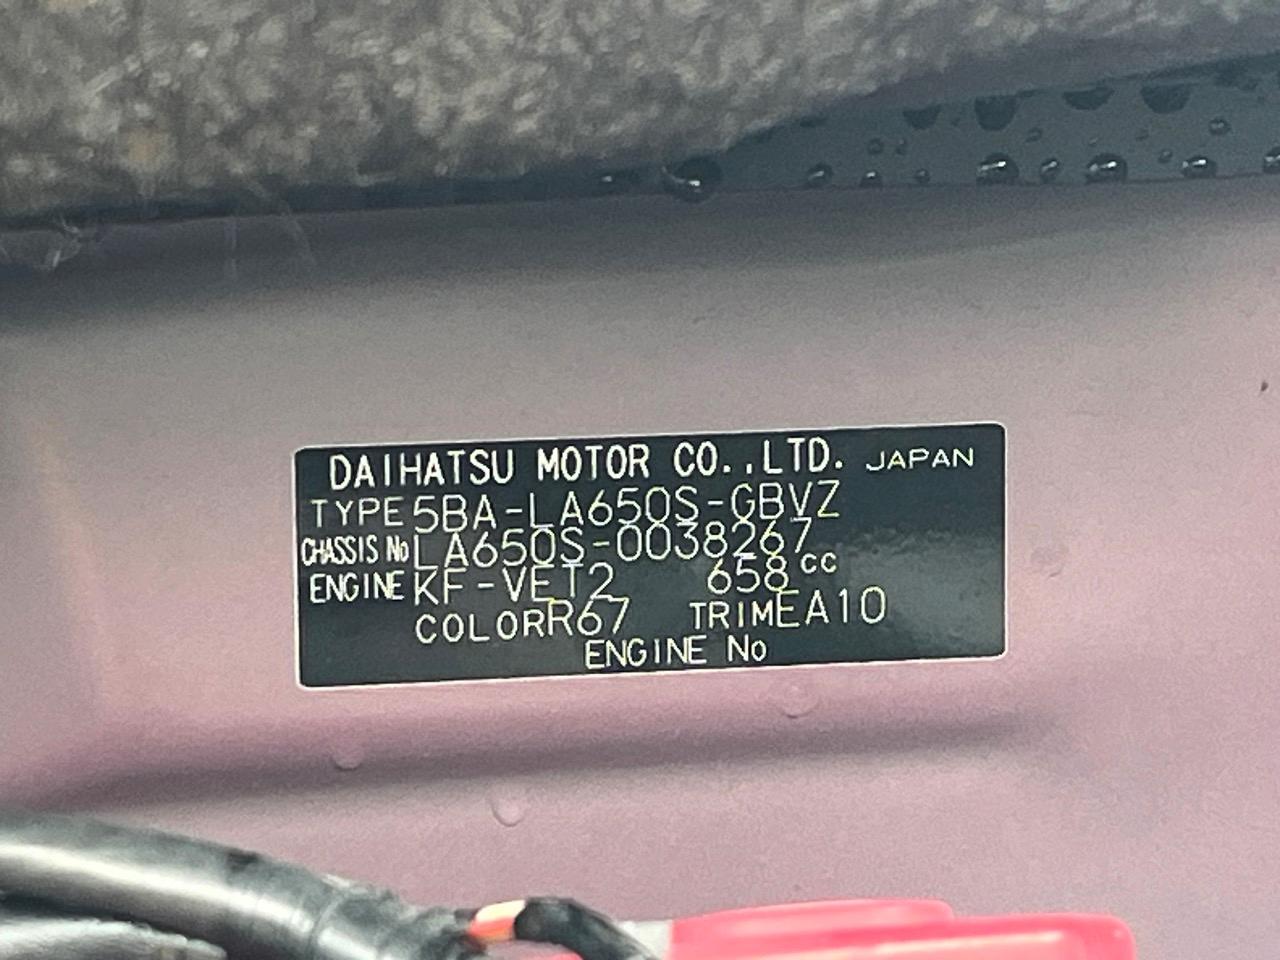 DAIHATSU MOTOR CO.,LTD. JAPAN
TYPE 5BA-LA650S-GBVZ
CHASSIS No LA650S-0038267
ENGINE KF-VET2 658cc
COLOR R67 TRIM EA10
ENGINE No